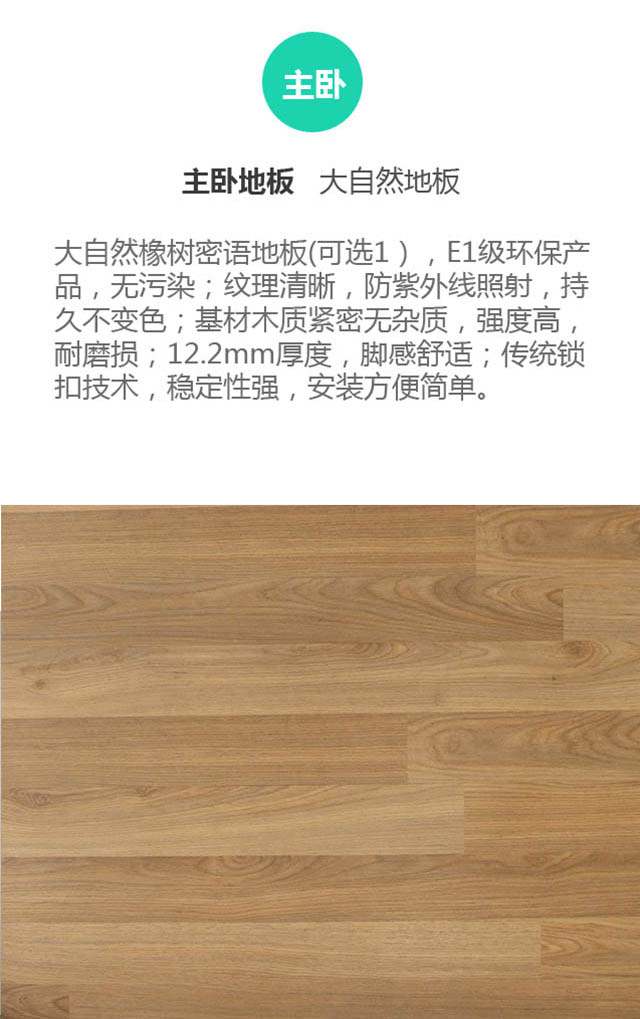 主卧
主卧地板 大自然地板
大自然橡树密语地板(可选1），E1级环保产
品，无污染；纹理清晰，防紫外线照射，持
久不变色；基材木质紧密无杂质，强度高，
耐磨损；12.2mm厚度，脚感舒适；传统锁
扣技术，稳定性强，安装方便简单。